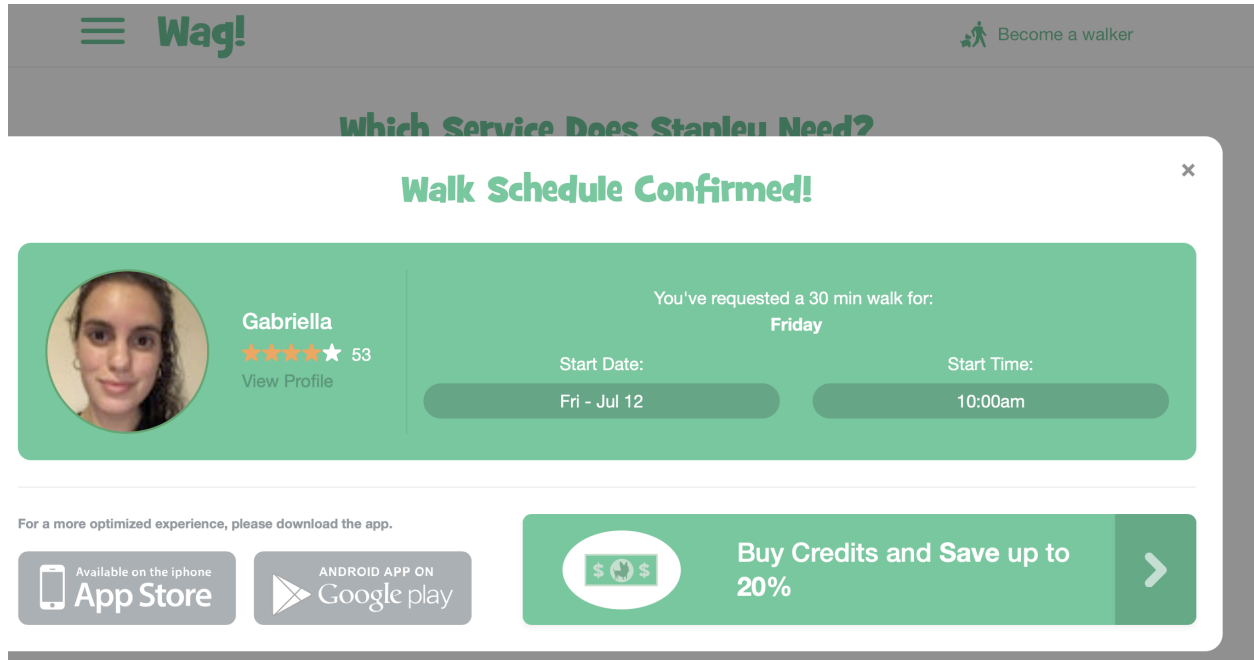 Wag!
Become a walker
Which Service Does Stanley Need?
×
Walk Schedule Confirmed!
Gabriella
53
View Profile
You've requested a 30 min walk for:
Friday
Start Date:
Start Time:
Fri - Jul 12
10:00am
For a more optimized experience, please download the app.
Available on the iphone
App Store
ANDROID APP ON
Google play
$ $
Buy Credits and Save up to
20%